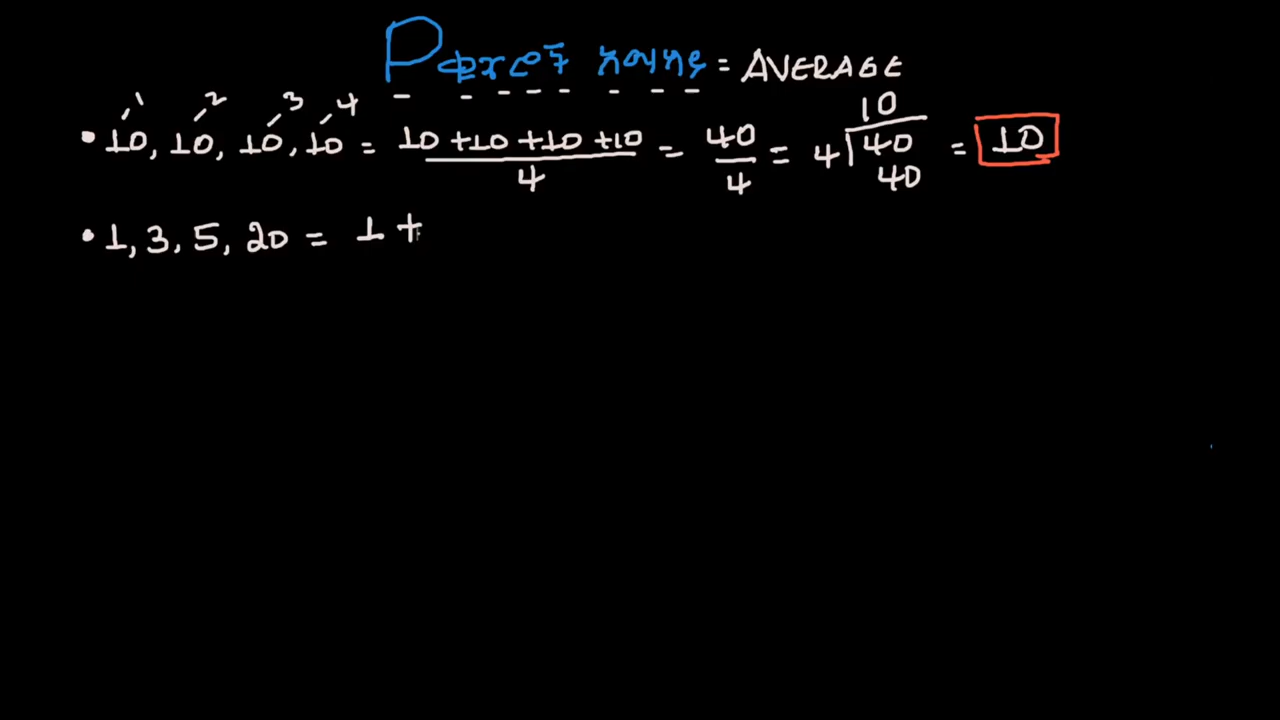 = AVERAGE
1 2 3 4
• 10, 10, 10, 10 = 10 + 10 + 10 + 10 / 4 = 40 / 4 = 4 40 10 40 = 10
• 1, 3, 5, 20 = 1 +